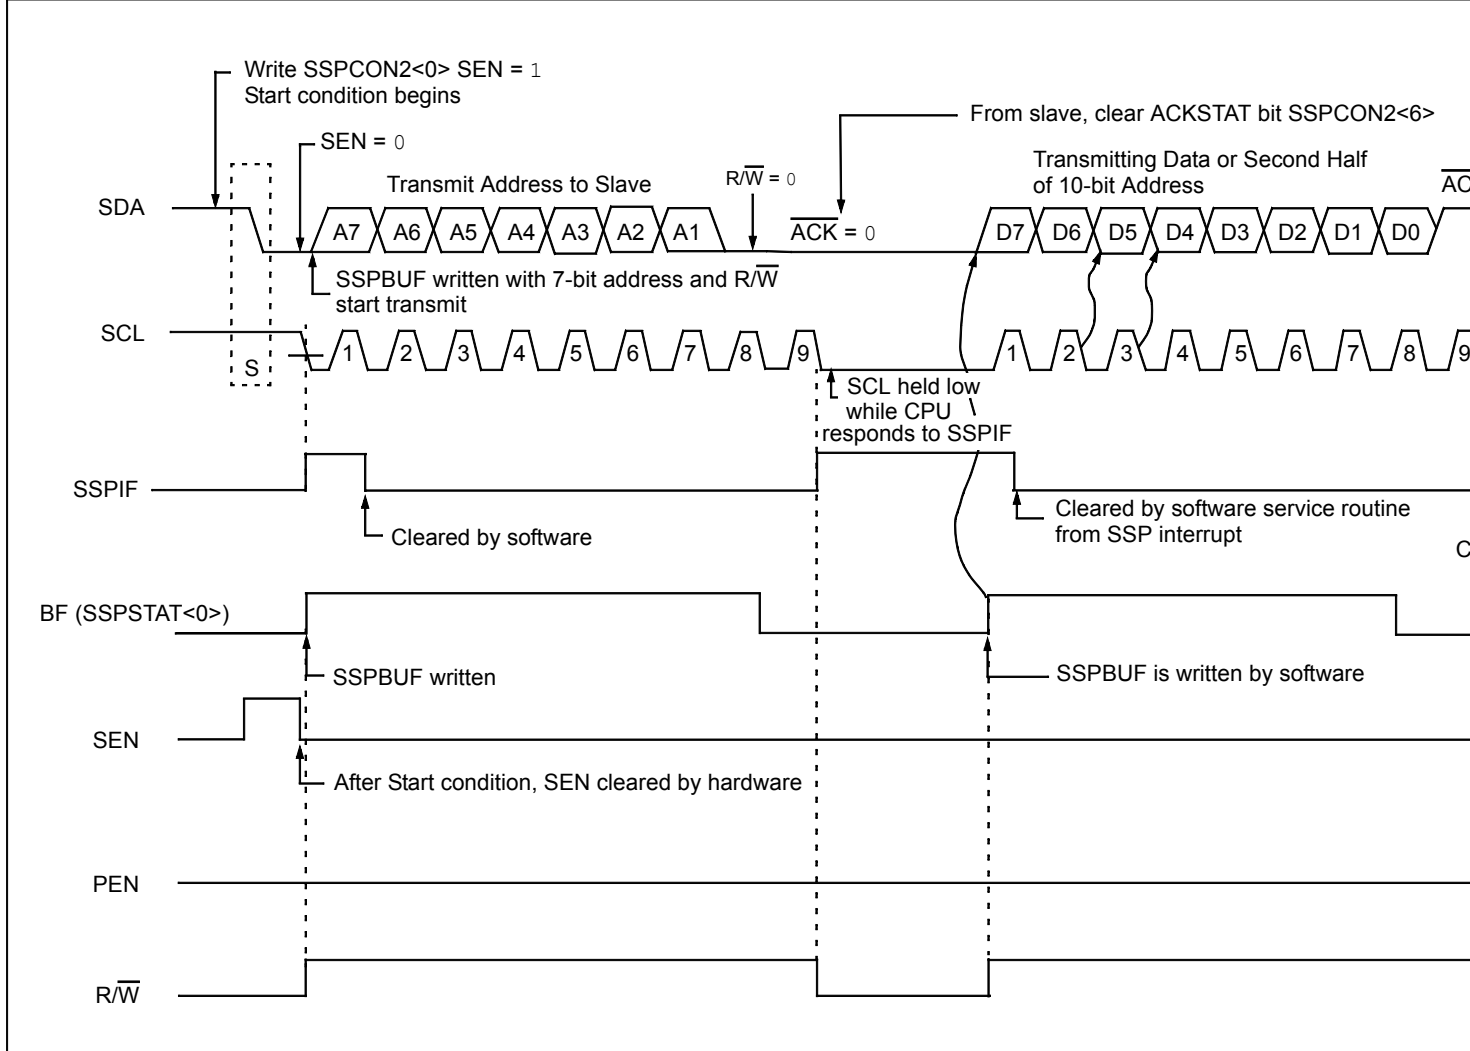 Write SSPCON2<0> SEN = 1
Start condition begins
From slave, clear ACKSTAT bit SSPCON2<6>
SEN = 0
Transmitting Data or Second Half
of 10-bit Address
Transmit Address to Slave
R/W = 0
AC
SDA
A7 A6 A5 A4 A3 A2 A1
ACK = 0
D7 D6 D5 D4 D3 D2 D1 D0
SSPBUF written with 7-bit address and R/W
start transmit
SCL
S
1 2 3 4 5 6 7 8 9
1 2 3 4 5 6 7 8 9
SCL held low
while CPU
responds to SSPIF
SSPIF
Cleared by software
Cleared by software service routine
from SSP interrupt
C
BF (SSPSTAT<0>)
SSPBUF written
SSPBUF is written by software
SEN
After Start condition, SEN cleared by hardware
PEN
R/W